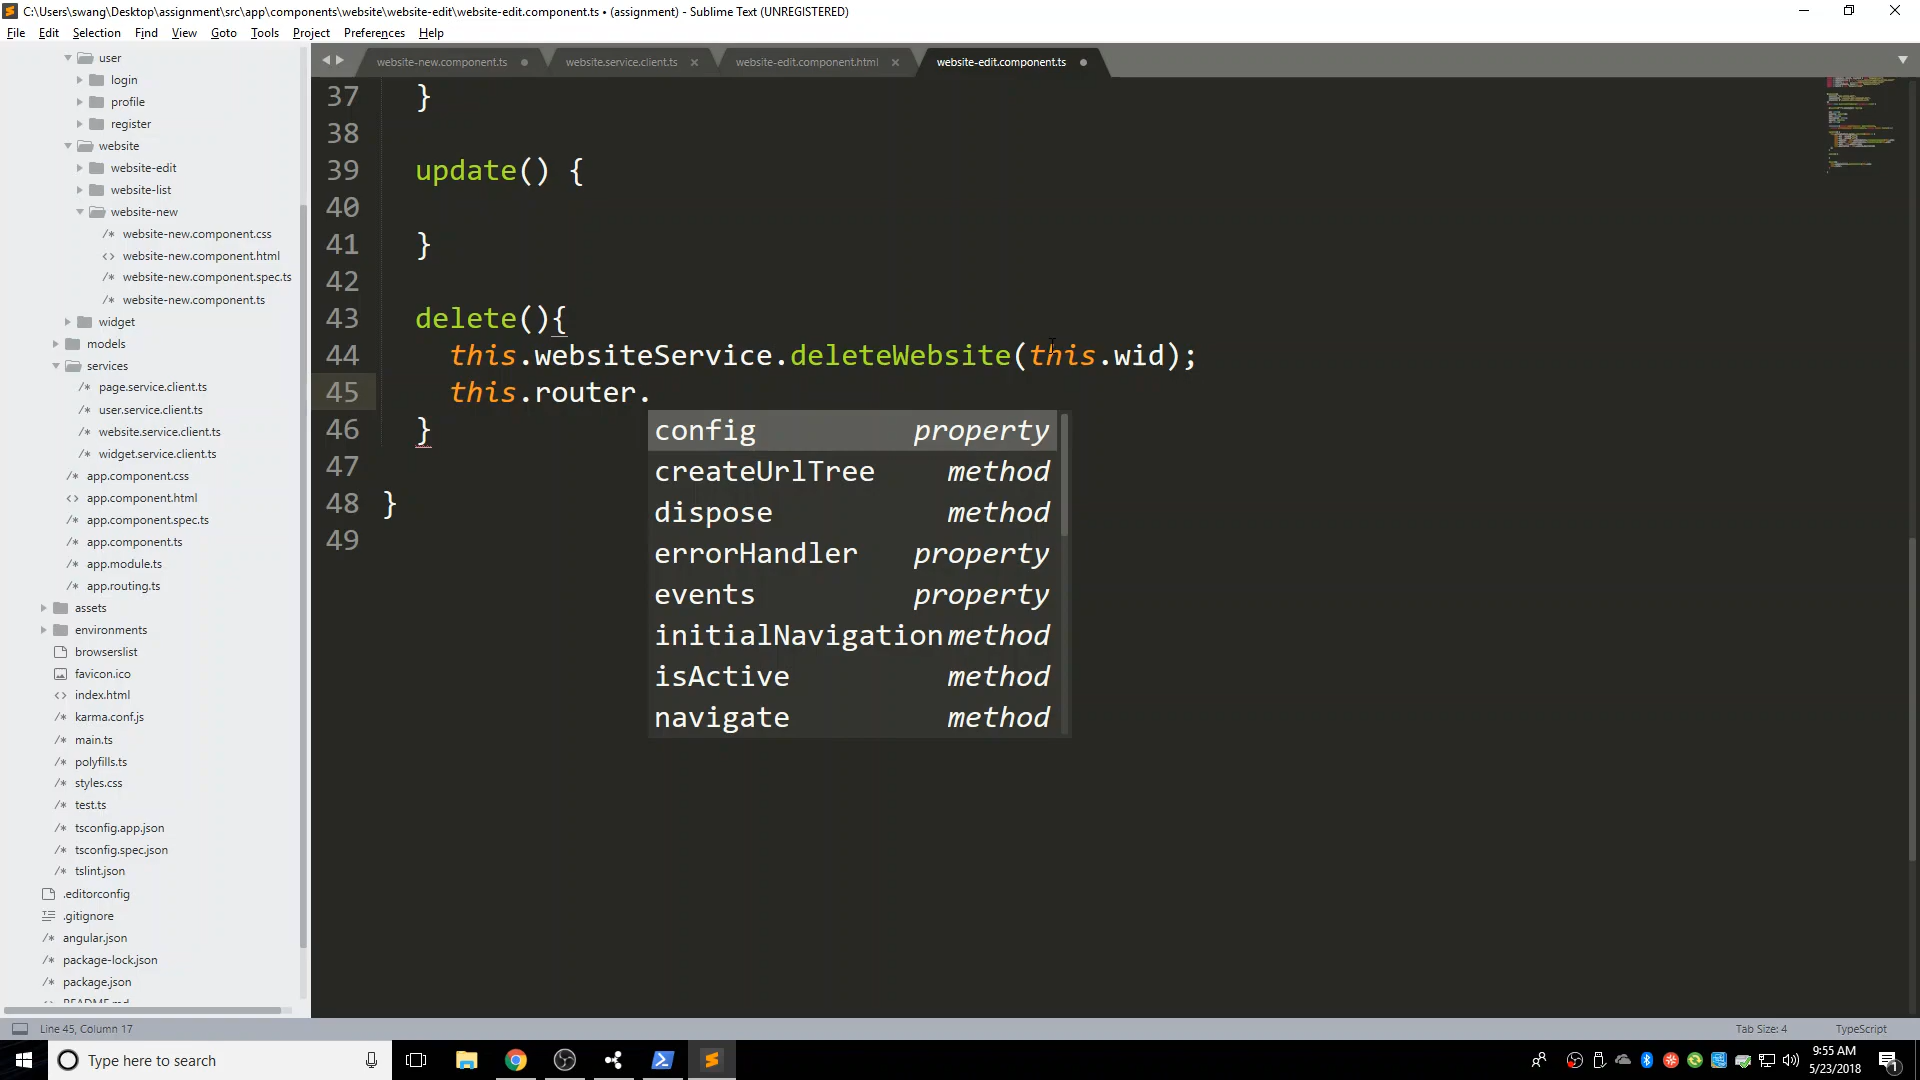 C:\Users\swang\Desktop\assignment\src\app\components\website\website-edit\website-edit.component.ts • (assignment) - Sublime Text (UNREGISTERED)
File Edit Selection Find View Goto Tools Project Preferences Help
user
login
profile
register
website
website-edit
website-list
website-new
/* website-new.component.css
<> website-new.component.html
/* website-new.component.spec.ts
/* website-new.component.ts
widget
models
services
/* page.service.client.ts
/* user.service.client.ts
/* website.service.client.ts
/* widget.service.client.ts
/* app.component.css
<> app.component.html
/* app.component.spec.ts
/* app.component.ts
/* app.module.ts
/* app.routing.ts
assets
environments
browserslist
favicon.ico
<> index.html
/* karma.conf.js
/* main.ts
/* polyfills.ts
/* styles.css
/* test.ts
/* tsconfig.app.json
/* tsconfig.spec.json
/* tslint.json
.editorconfig
.gitignore
/* angular.json
/* package-lock.json
/* package.json
README.md
website-new.component.ts website.service.client.ts website-edit.component.html website-edit.component.ts
37 }
38
39 update() {
40
41 }
42
43 delete(){
44 this.websiteService.deleteWebsite(this.wid);
45 this.router.
46 }
47
48 }
49
config property
createUrlTree method
dispose method
errorHandler property
events property
initialNavigation method
isActive method
navigate method
Line 45, Column 17 Tab Size: 4 TypeScript
Type here to search
9:55 AM
5/23/2018
1